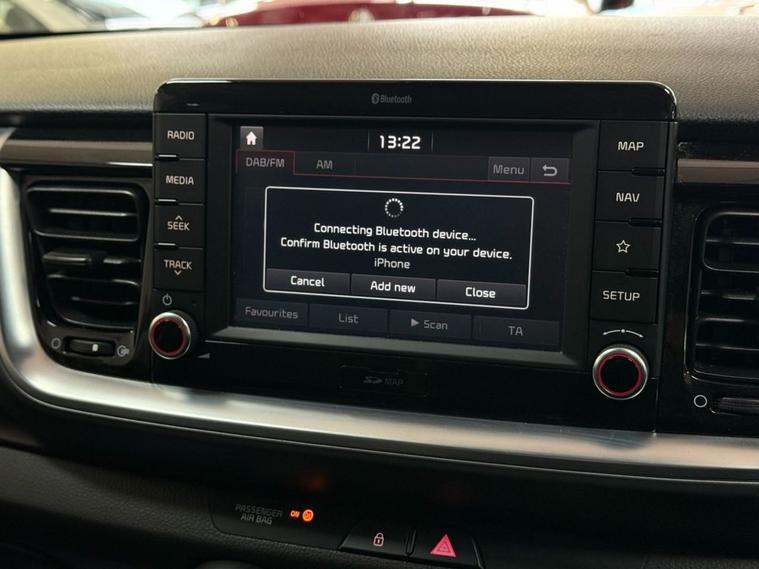 Bluetooth
RADIO
MEDIA
SEEK
TRACK
13:22
DAB/FM
AM
Menu
Connecting Bluetooth device...
Confirm Bluetooth is active on your device.
iPhone
Cancel
Add new
Close
Favourites
List
Scan
TA
MAP
NAV
SETUP
SD MAP
PASSENGER
AIR BAG
ON